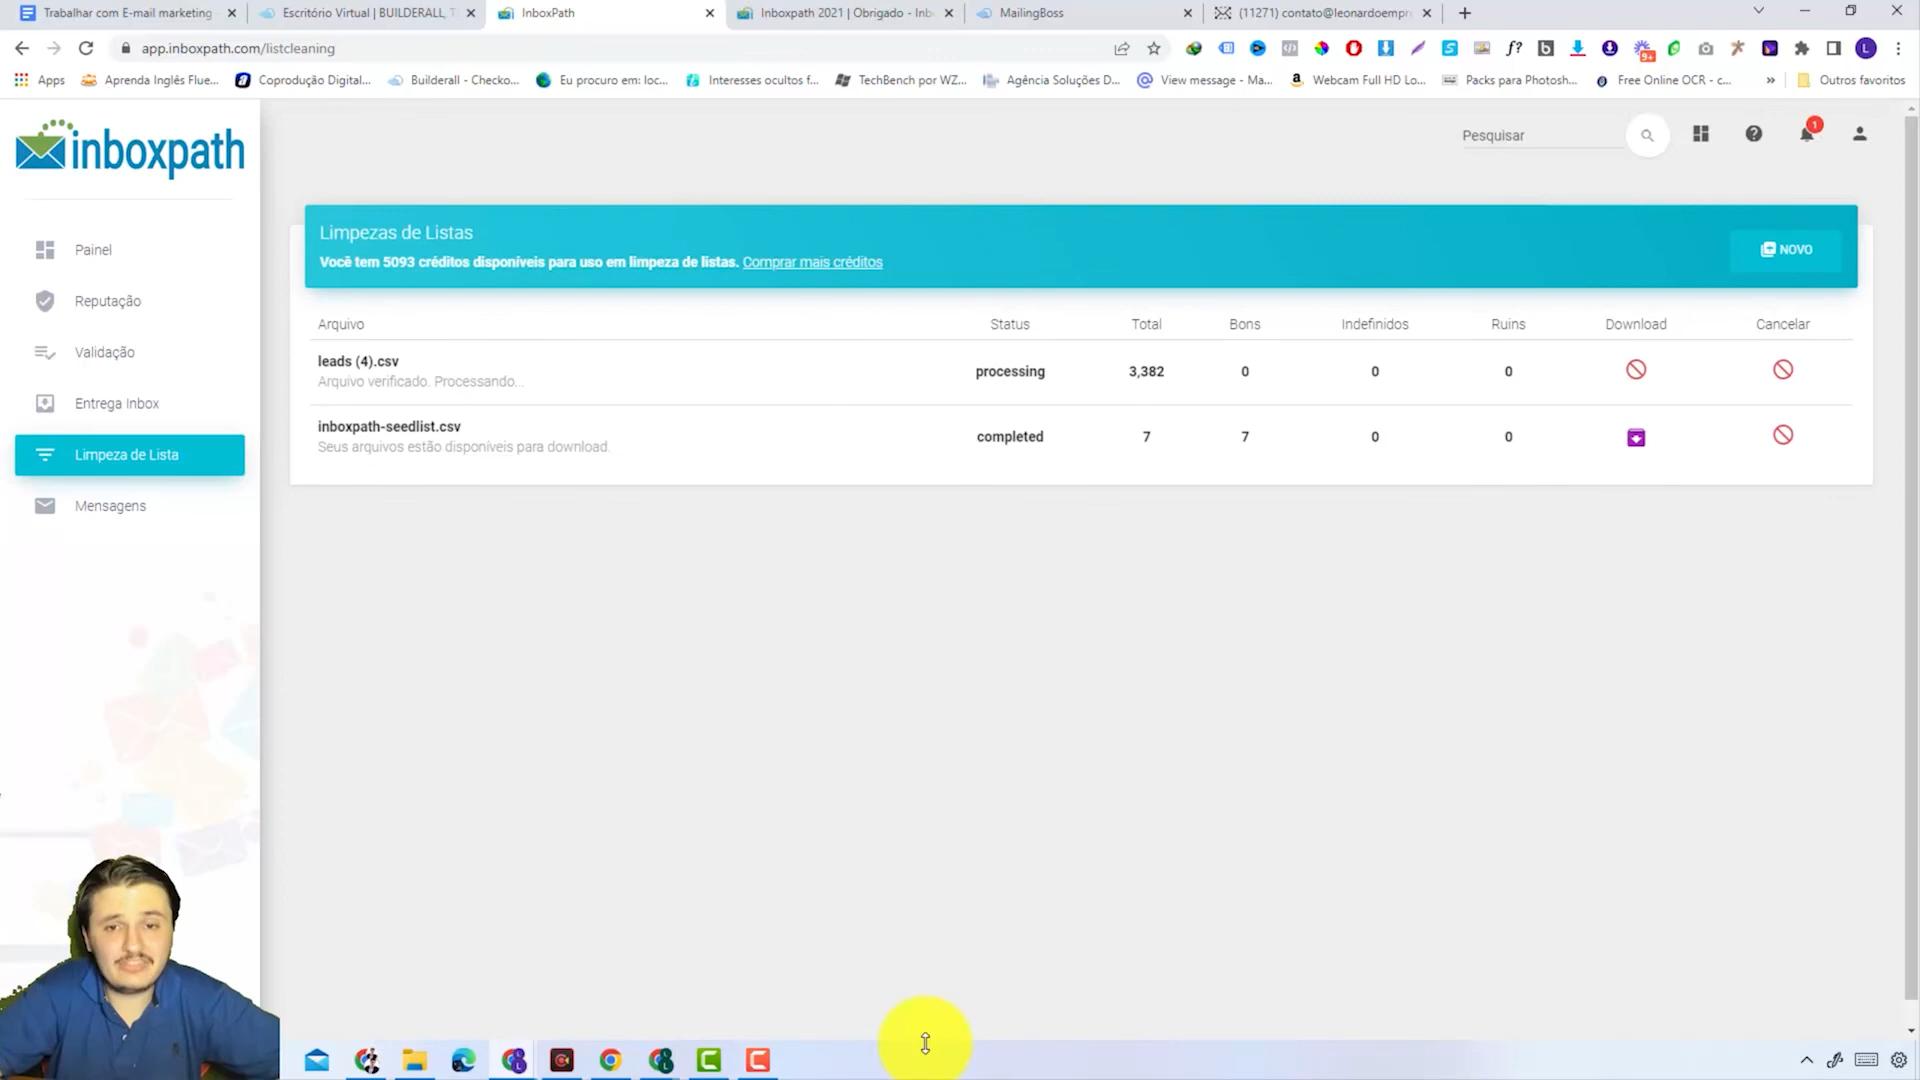 Trabalhar com E-mail marketing
Escritório Virtual | BUILDERALL, T
InboxPath
Inboxpath 2021 | Obrigado - Inb
MailingBoss
(11271) contato@leonardoempr
app.inboxpath.com/listcleaning
Apps
Aprenda Inglês Flue...
Coprodução Digital...
Builderall - Checko...
Eu procuro em: loc...
Interesses ocultos f...
TechBench por WZ...
Agência Soluções D...
View message - Ma...
Webcam Full HD Lo...
Packs para Photosh...
Free Online OCR - c...
»
Outros favoritos
inboxpath
Pesquisar
1
9+
L
Painel
Reputação
Validação
Entrega Inbox
Limpeza de Lista
Mensagens
Limpezas de Listas
Você tem 5093 créditos disponíveis para uso em limpeza de listas. Comprar mais créditos
NOVO
Arquivo Status Total Bons Indefinidos Ruins Download Cancelar
leads (4).csv
Arquivo verificado. Processando...
processing 3,382 0 0 0
inboxpath-seedlist.csv
Seus arquivos estão disponíveis para download.
completed 7 7 0 0